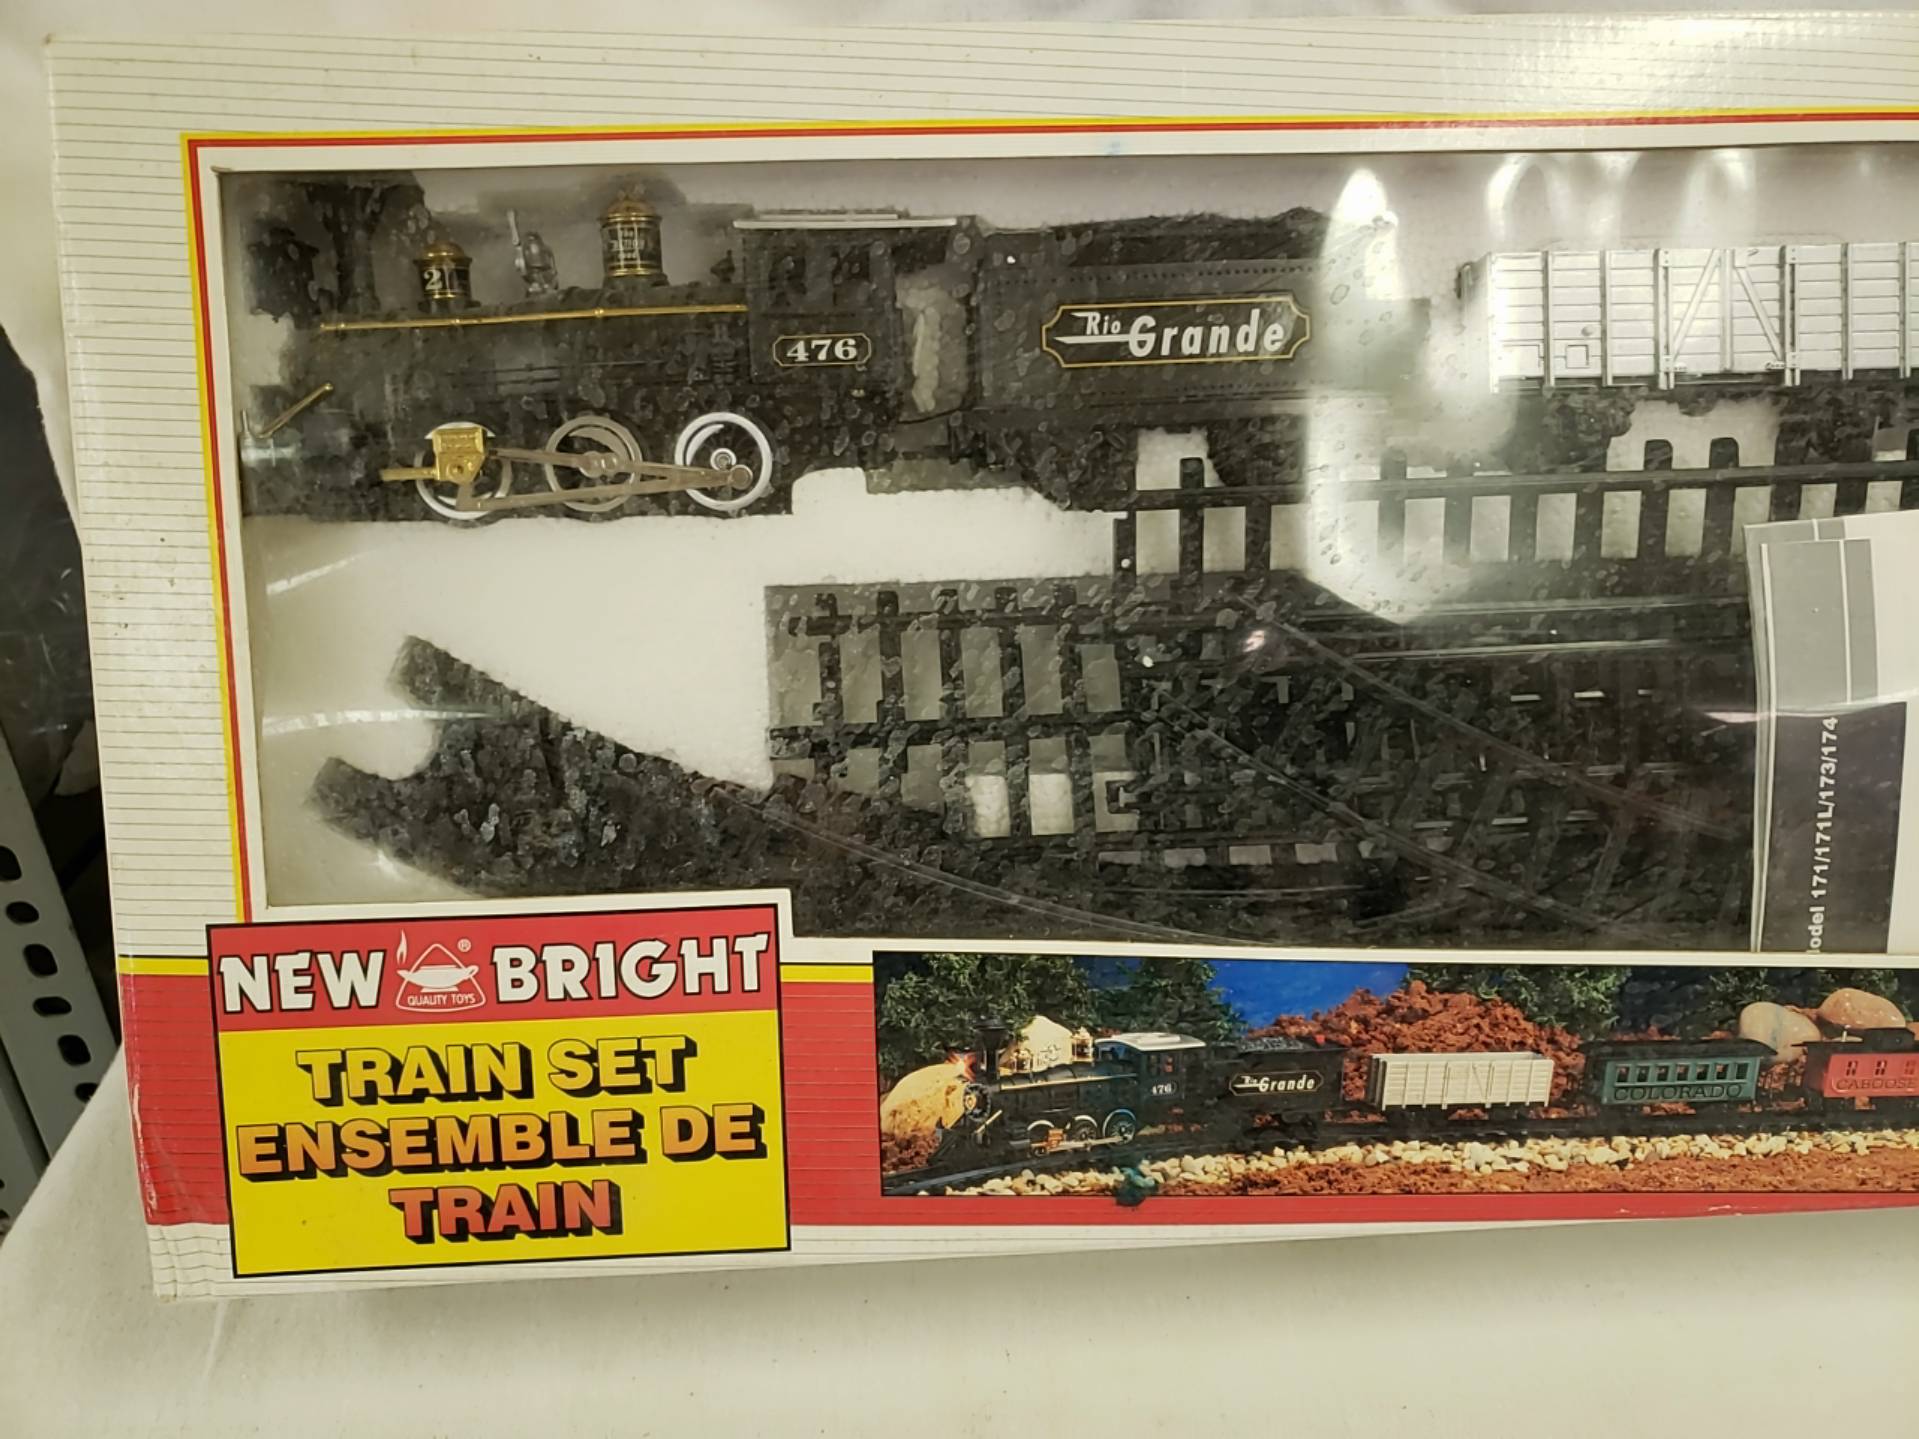 2
476
Rio Grande
Model 171/171L/173/174
NEW BRIGHT
®
QUALITY TOYS
TRAIN SET
ENSEMBLE DE
TRAIN
476
Rio Grande
COLORADO
CABOOSE